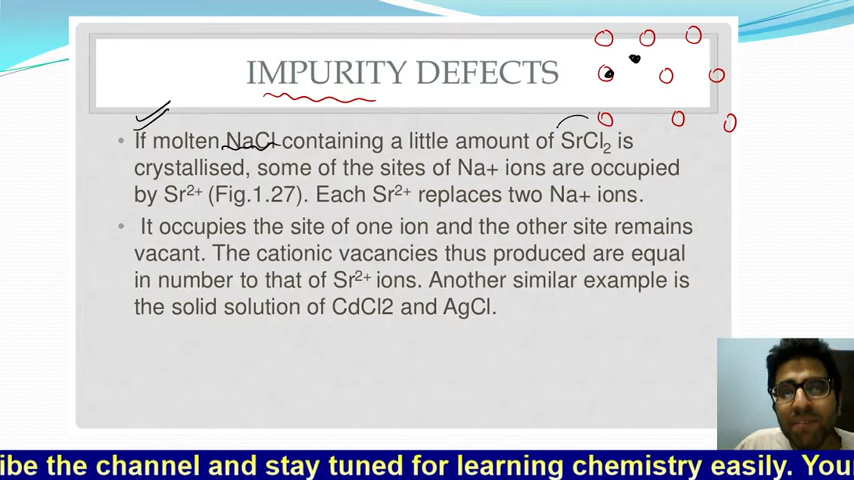 IMPURITY DEFECTS
• If molten NaCl containing a little amount of SrCl2 is
crystallised, some of the sites of Na+ ions are occupied
by Sr2+ (Fig.1.27). Each Sr2+ replaces two Na+ ions.
• It occupies the site of one ion and the other site remains
vacant. The cationic vacancies thus produced are equal
in number to that of Sr2+ ions. Another similar example is
the solid solution of CdCl2 and AgCl.
ibe the channel and stay tuned for learning chemistry easily. You